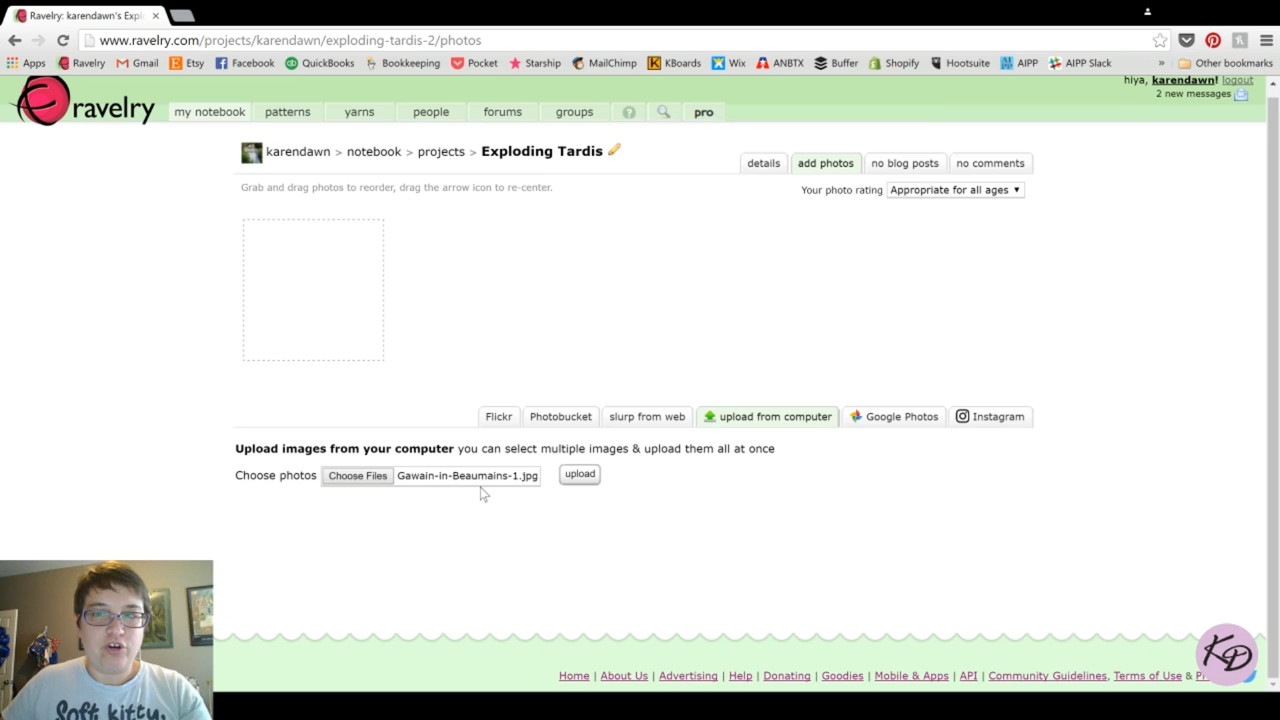 Ravelry: karendawn's Expl
www.ravelry.com/projects/karendawn/exploding-tardis-2/photos
Apps Ravelry Gmail Etsy Facebook QuickBooks Bookkeeping Pocket Starship MailChimp KBoards Wix ANBTX Buffer Shopify Hootsuite AIPP AIPP Slack » Other bookmarks
hiya, karendawn! logout
2 new messages
ravelry
my notebook patterns yarns people forums groups ? pro
karendawn > notebook > projects > Exploding Tardis
details add photos no blog posts no comments
Grab and drag photos to reorder, drag the arrow icon to re-center.
Your photo rating Appropriate for all ages
Flickr Photobucket slurp from web upload from computer Google Photos Instagram
Upload images from your computer you can select multiple images & upload them all at once
Choose photos Choose Files Gawain-in-Beaumains-1.jpg upload
Soft kitty,
KD
Home | About Us | Advertising | Help | Donating | Goodies | Mobile & Apps | API | Community Guidelines, Terms of Use &